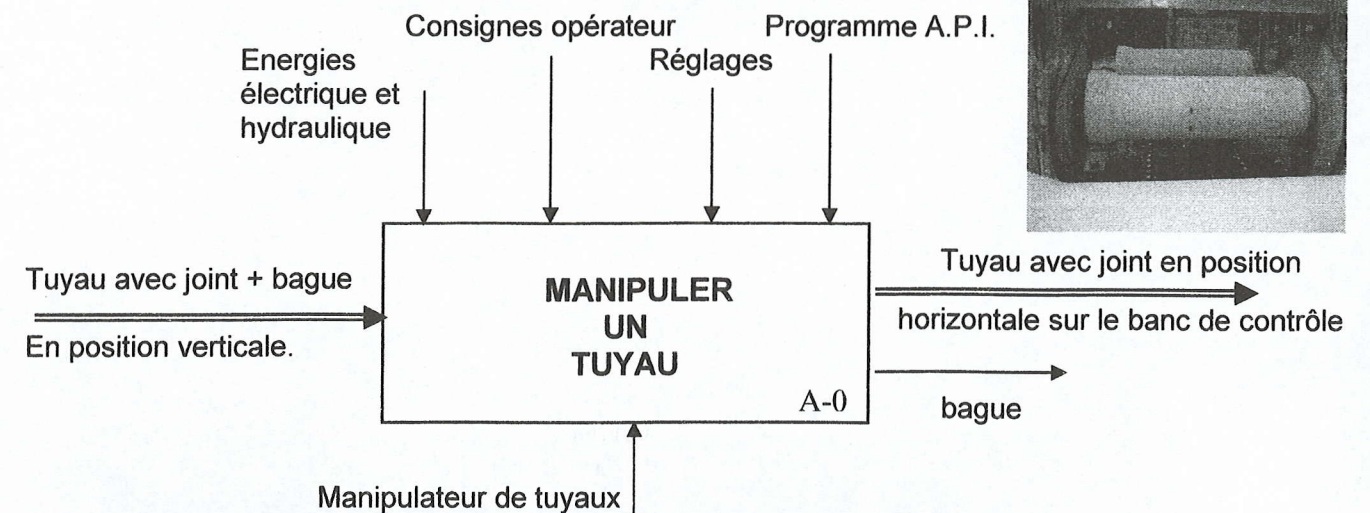 Consignes opérateur
Programme A.P.I.
Energies
électrique et
hydraulique
Réglages
Tuyau avec joint + bague
En position verticale.
MANIPULER
UN
TUYAU
A-0
Tuyau avec joint en position
horizontale sur le banc de contrôle
bague
Manipulateur de tuyaux